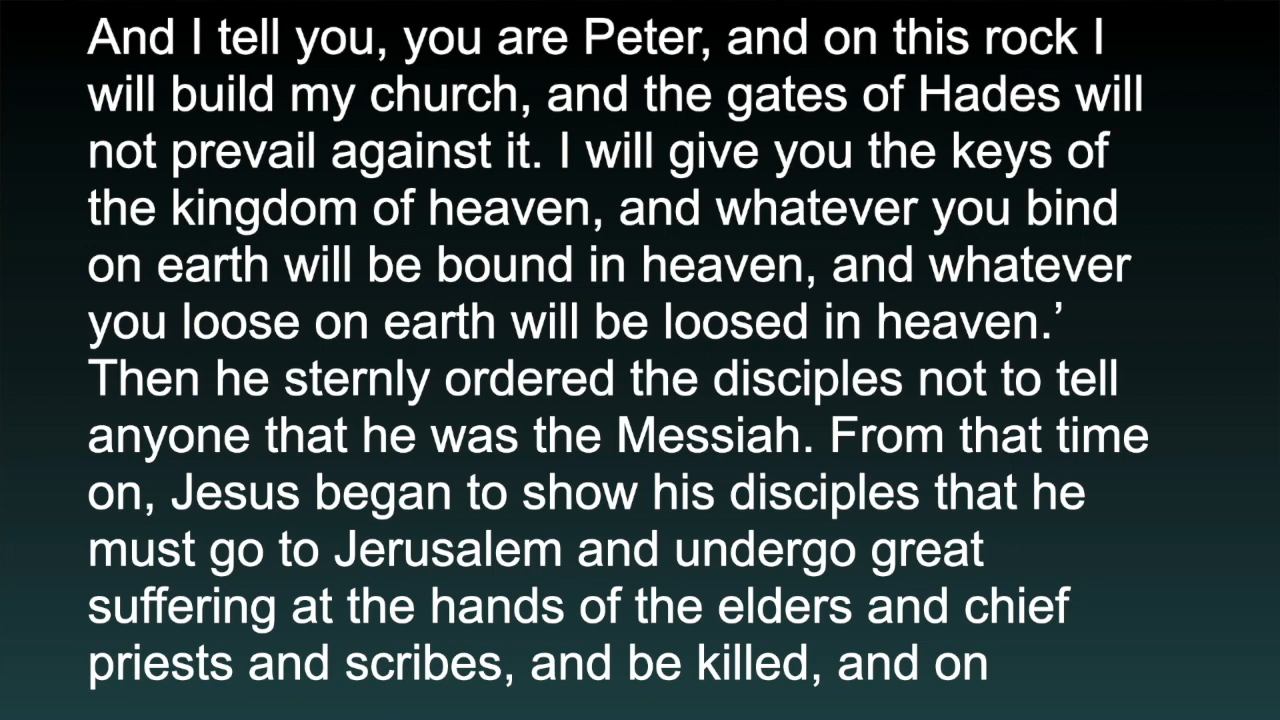 And I tell you, you are Peter, and on this rock I
will build my church, and the gates of Hades will
not prevail against it. I will give you the keys of
the kingdom of heaven, and whatever you bind
on earth will be bound in heaven, and whatever
you loose on earth will be loosed in heaven.’
Then he sternly ordered the disciples not to tell
anyone that he was the Messiah. From that time
on, Jesus began to show his disciples that he
must go to Jerusalem and undergo great
suffering at the hands of the elders and chief
priests and scribes, and be killed, and on